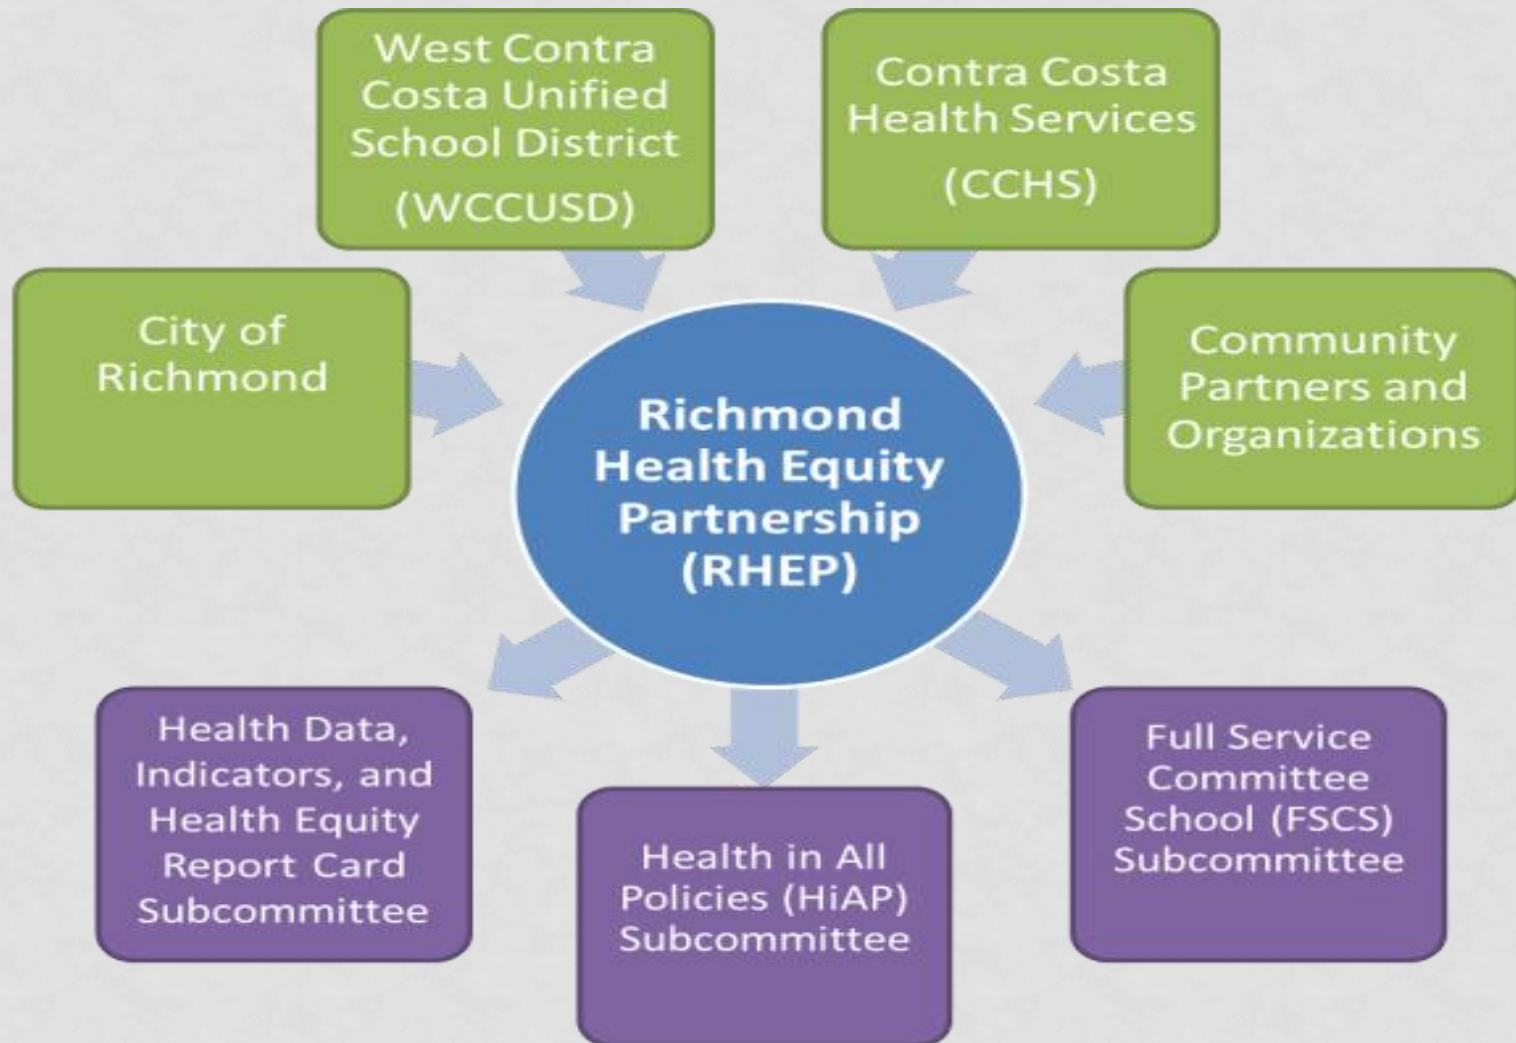 West Contra
Costa Unified
School District
(WCCUSD)
Contra Costa
Health Services
(CCHS)
City of
Richmond
Community
Partners and
Organizations
Richmond
Health Equity
Partnership
(RHEP)
Health Data,
Indicators, and
Health Equity
Report Card
Subcommittee
Health in All
Policies (HiAP)
Subcommittee
Full Service
Committee
School (FSCS)
Subcommittee